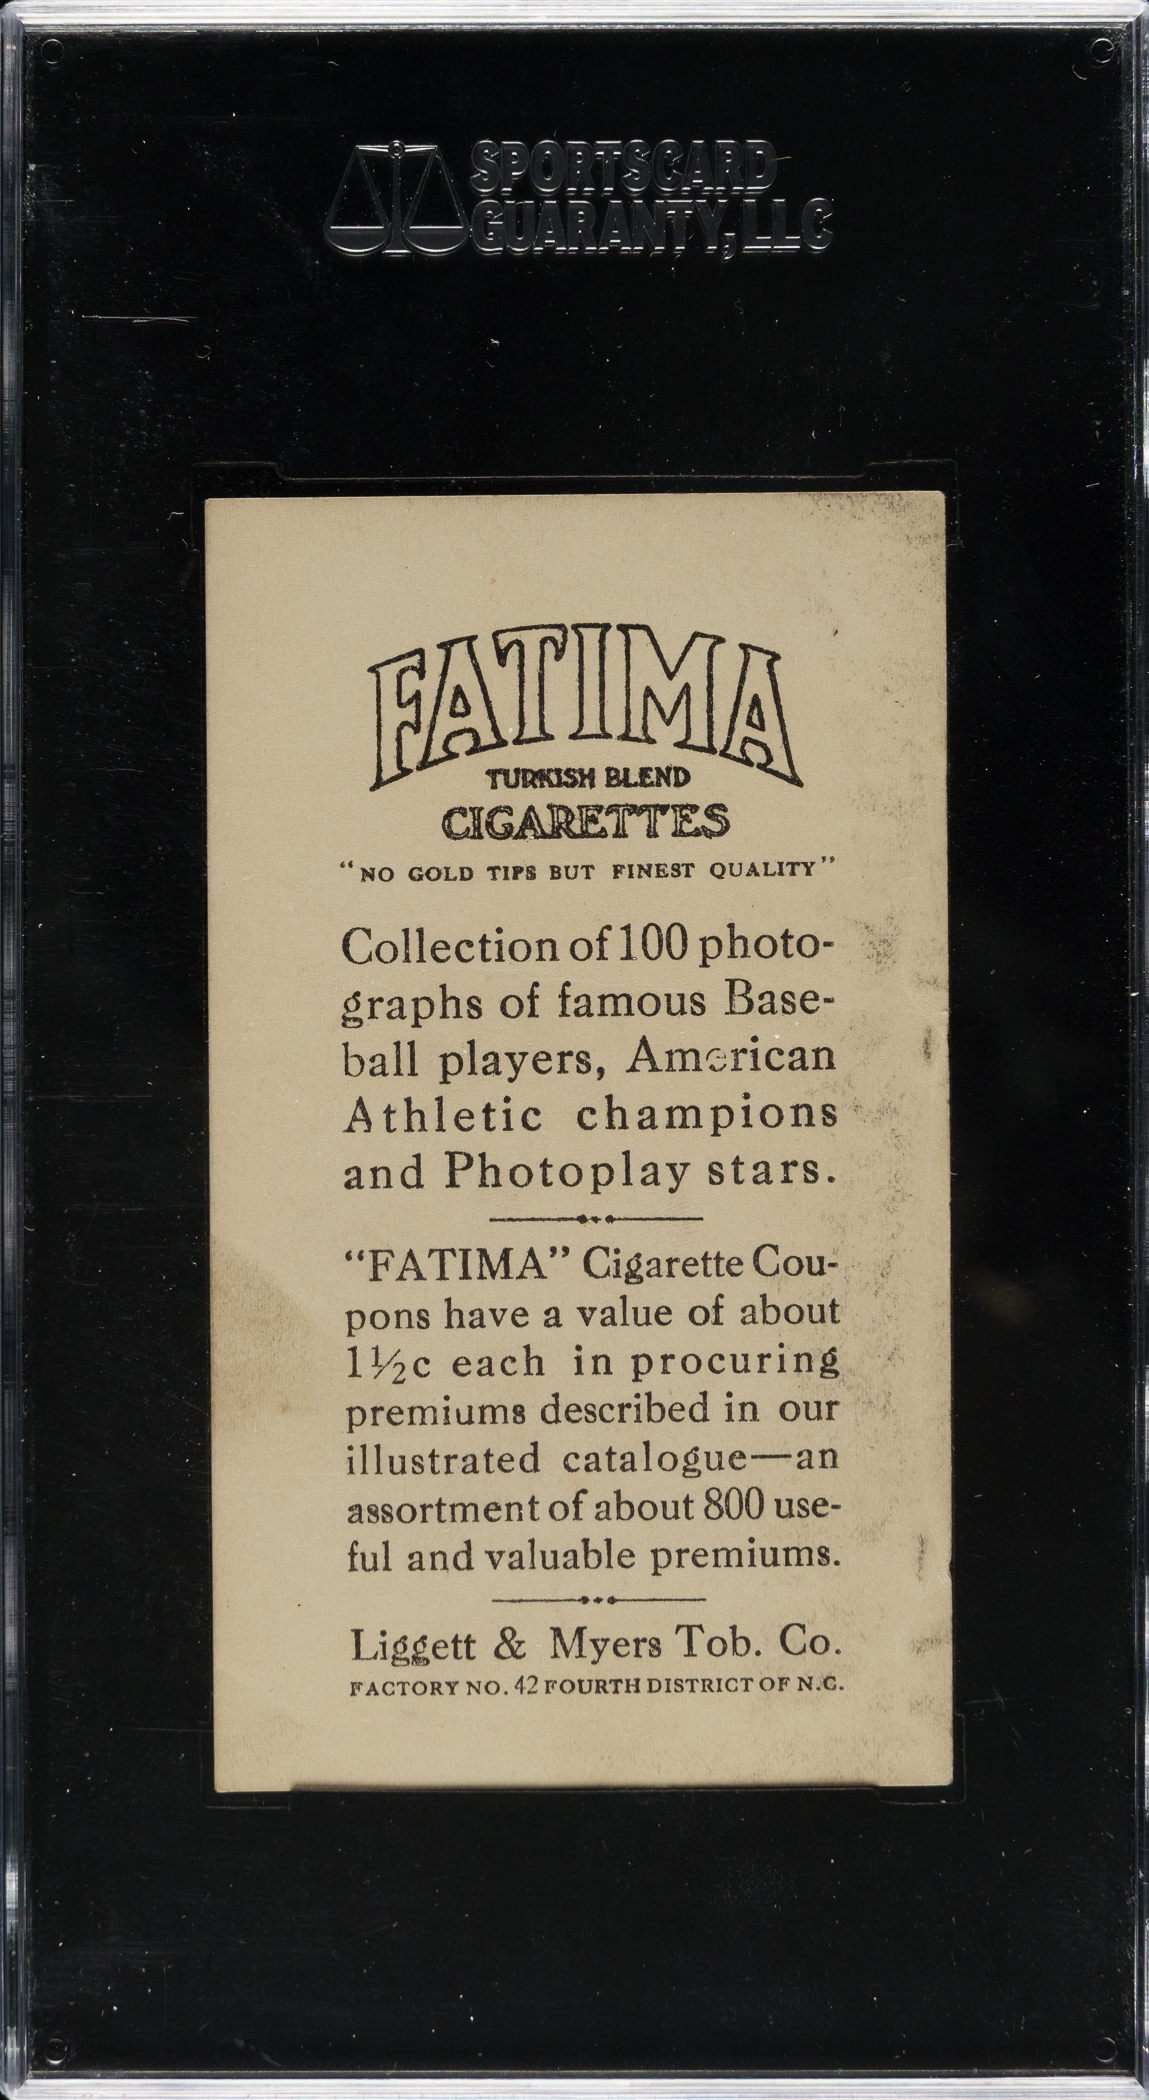 SPORTSCARD
GUARANTY, LLC
FATIMA
TURKISH BLEND
CIGARETTES
"NO GOLD TIPS BUT FINEST QUALITY"
Collection of 100 photo-
graphs of famous Base-
ball players, American
Athletic champions
and Photoplay stars.
"FATIMA" Cigarette Cou-
pons have a value of about
1½c each in procuring
premiums described in our
illustrated catalogue—an
assortment of about 800 use-
ful and valuable premiums.
Liggett & Myers Tob. Co.
FACTORY NO. 42 FOURTH DISTRICT OF N.C.